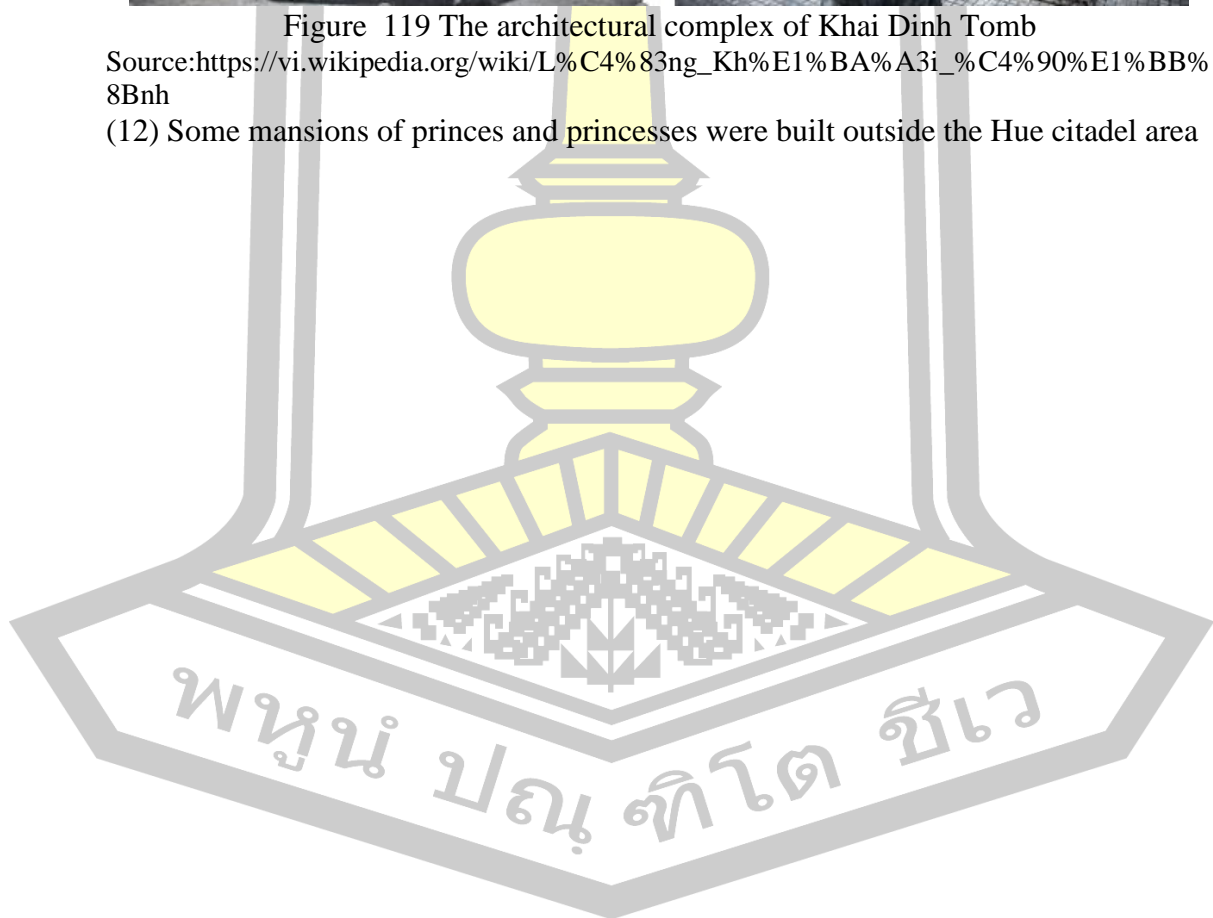 Figure 119 The architectural complex of Khai Dinh Tomb
Source:https://vi.wikipedia.org/wiki/L%C4%83ng_Kh%E1%BA%A3i_%C4%90%E1%BB%
8Bnh
(12) Some mansions of princes and princesses were built outside the Hue citadel area
พหูนํ ปณฺฑิโต ชีเว